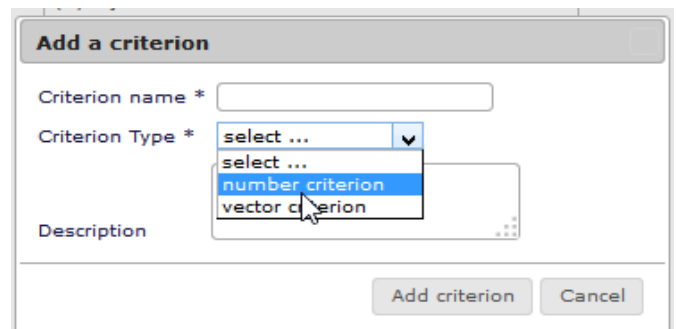 Add a criterion
Criterion name *
Criterion Type * select ...
select ...
number criterion
vector criterion
Description
Add criterion Cancel